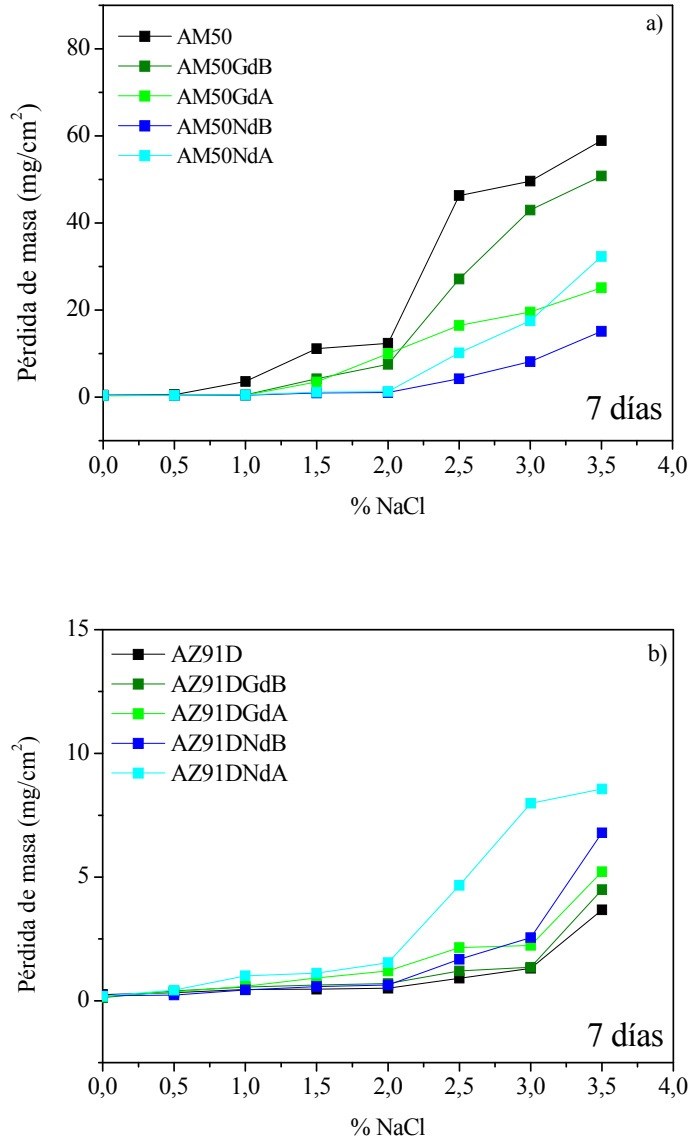 a)
AM50
AM50GdB
AM50GdA
AM50NdB
AM50NdA
Pérdida de masa (mg/cm²)
80
60
40
20
0
7 días
0,0 0,5 1,0 1,5 2,0 2,5 3,0 3,5 4,0
% NaCl
b)
AZ91D
AZ91DGdB
AZ91DGdA
AZ91DNdB
AZ91DNdA
Pérdida de masa (mg/cm²)
15
10
5
0
7 días
0,0 0,5 1,0 1,5 2,0 2,5 3,0 3,5 4,0
% NaCl